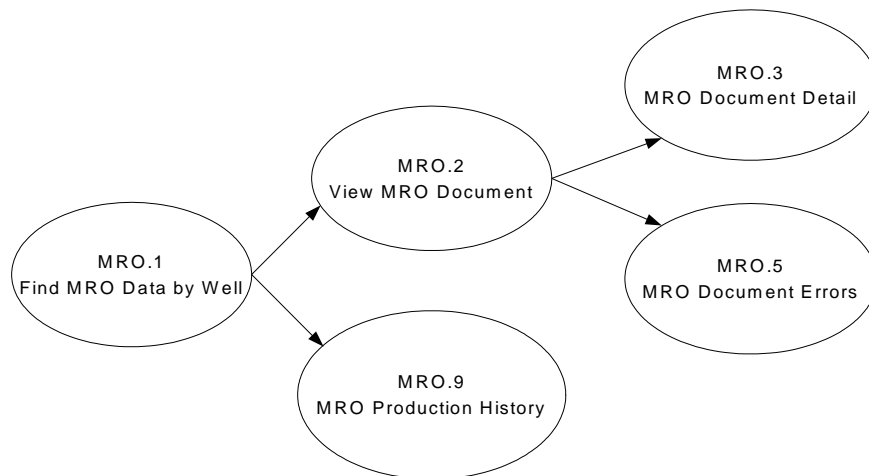 MRO.1
Find MRO Data by Well
MRO.2
View MRO Document
MRO.9
MRO Production History
MRO.3
MRO Document Detail
MRO.5
MRO Document Errors